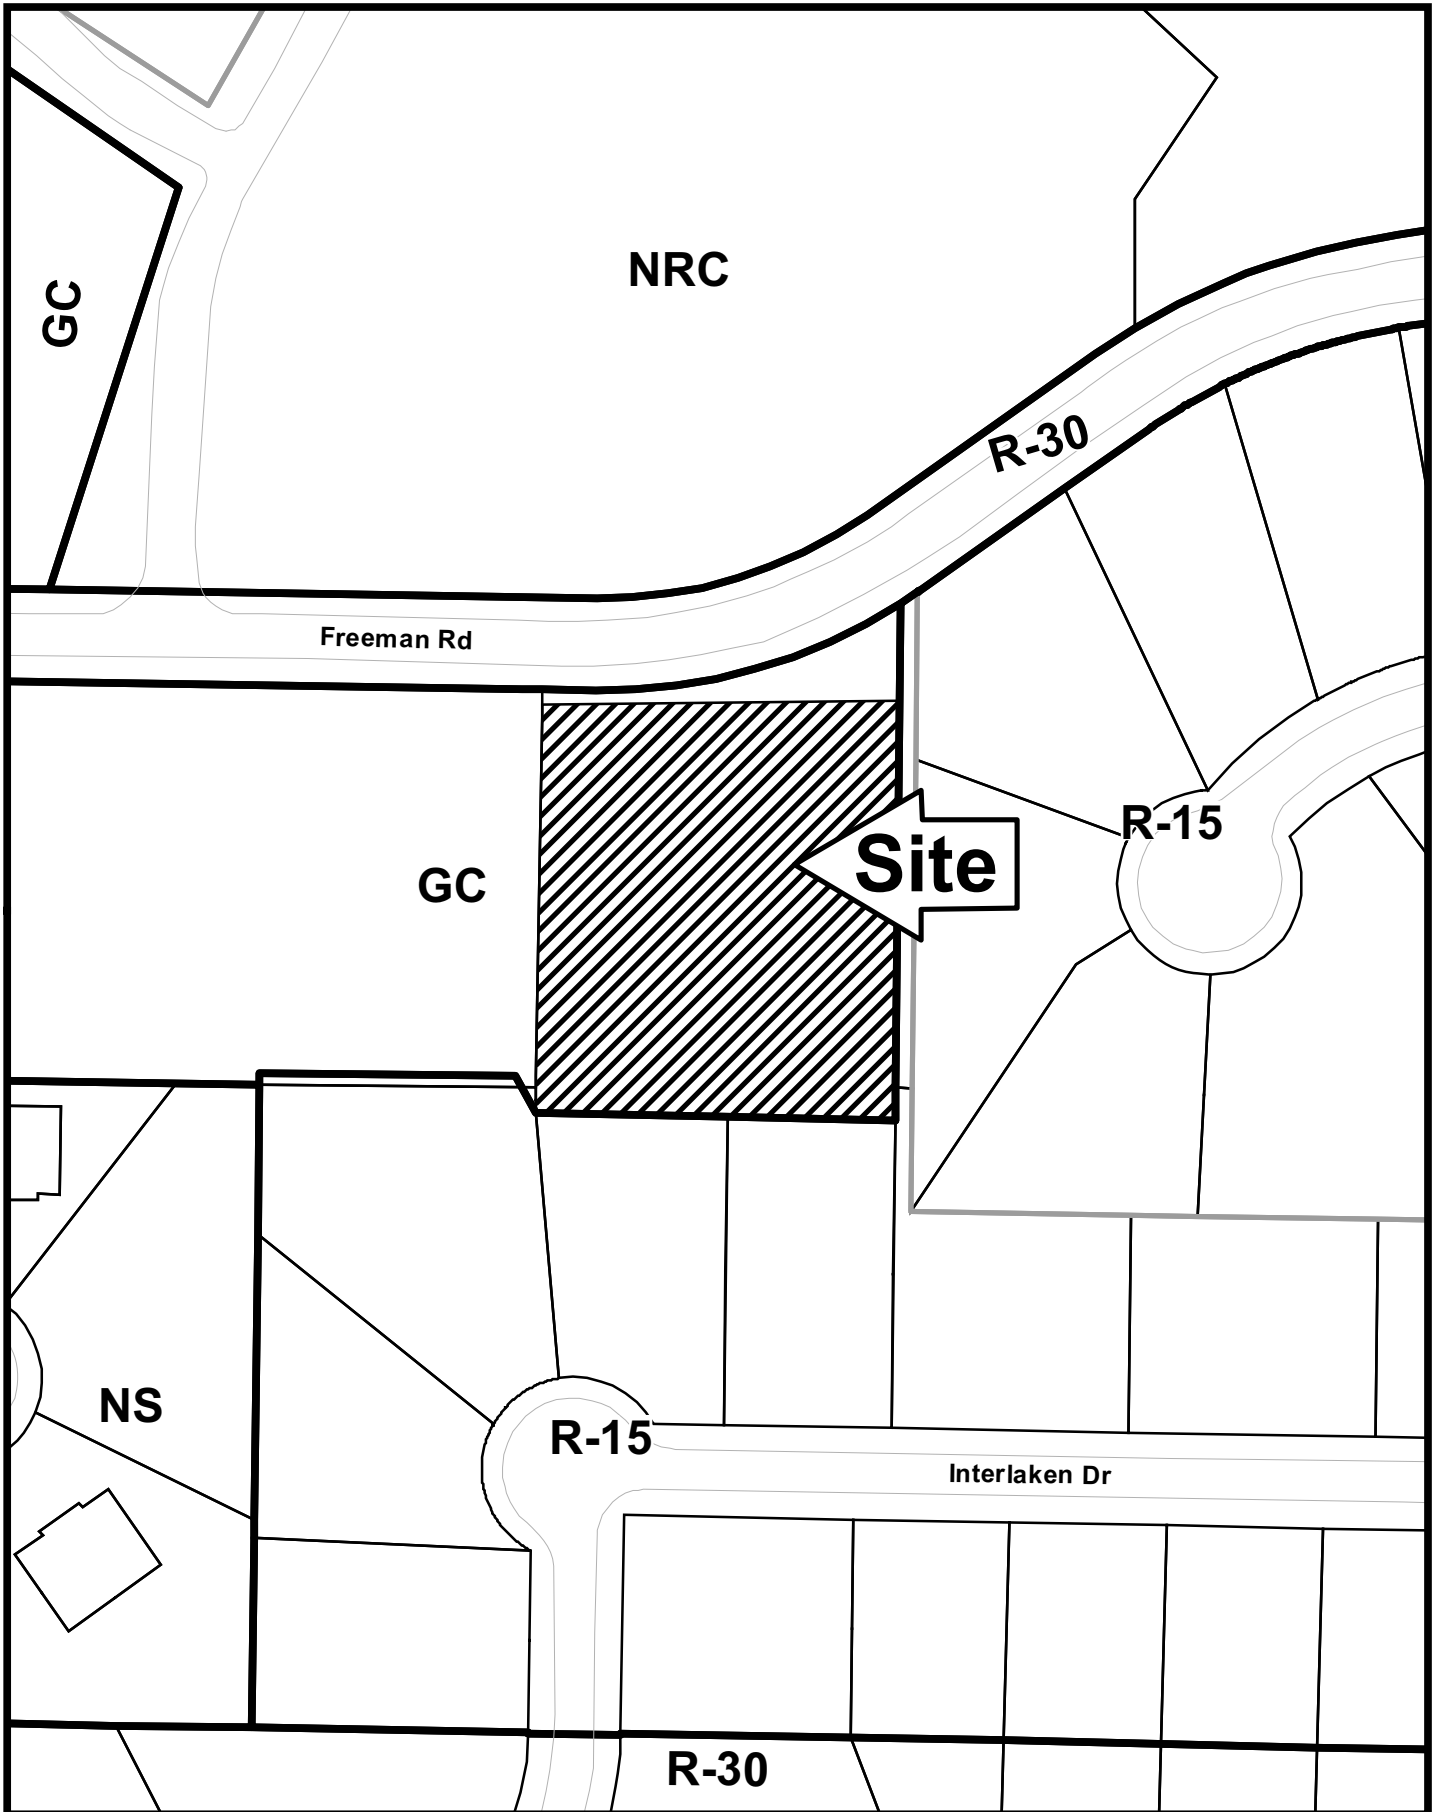 NRC
GC
R-30
Freeman Rd
R-15
Site
GC
NS
R-15
Interlaken Dr
R-30